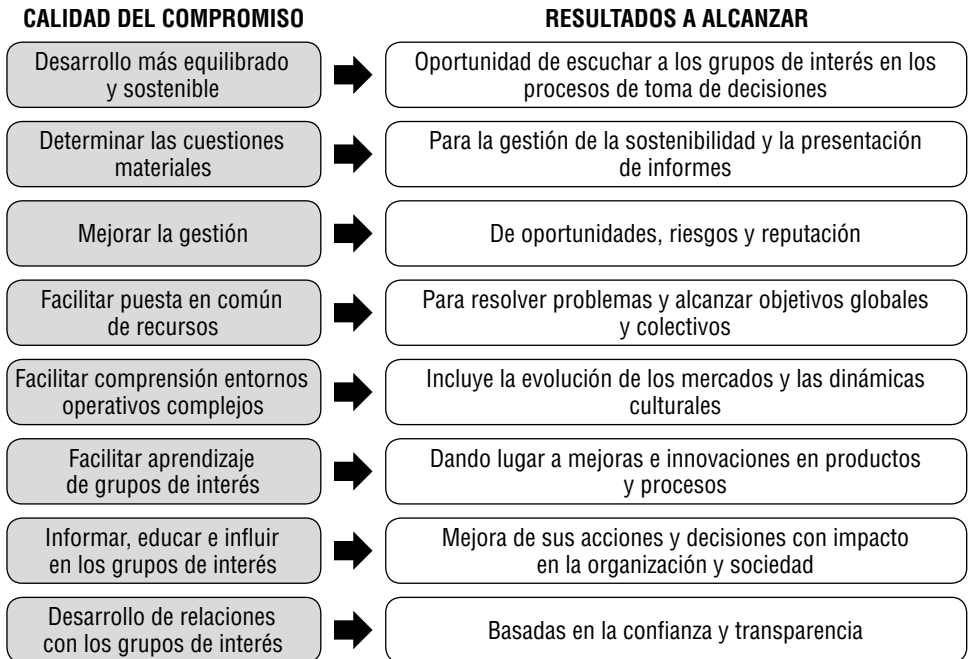 CALIDAD DEL COMPROMISO
RESULTADOS A ALCANZAR
Desarrollo más equilibrado
y sostenible
Oportunidad de escuchar a los grupos de interés en los
procesos de toma de decisiones
Determinar las cuestiones
materiales
Para la gestión de la sostenibilidad y la presentación
de informes
Mejorar la gestión
De oportunidades, riesgos y reputación
Facilitar puesta en común
de recursos
Para resolver problemas y alcanzar objetivos globales
y colectivos
Facilitar comprensión entornos
operativos complejos
Incluye la evolución de los mercados y las dinámicas
culturales
Facilitar aprendizaje
de grupos de interés
Dando lugar a mejoras e innovaciones en productos
y procesos
Informar, educar e influir
en los grupos de interés
Mejora de sus acciones y decisiones con impacto
en la organización y sociedad
Desarrollo de relaciones
con los grupos de interés
Basadas en la confianza y transparencia